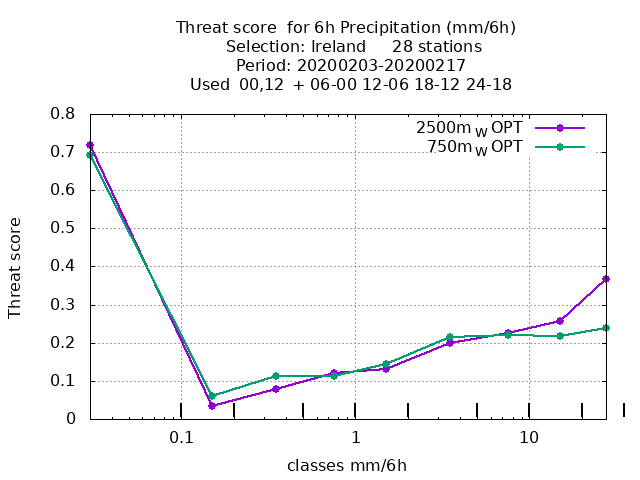 Threat score  for 6h Precipitation (mm/6h)
Selection: Ireland     28 stations
Period: 20200203-20200217
Used  00,12  + 06-00 12-06 18-12 24-18
0.8
0.7
0.6
0.5
0.4
0.3
0.2
0.1
0
Threat score
2500m W OPT
750m W OPT
0.1
1
10
classes mm/6h